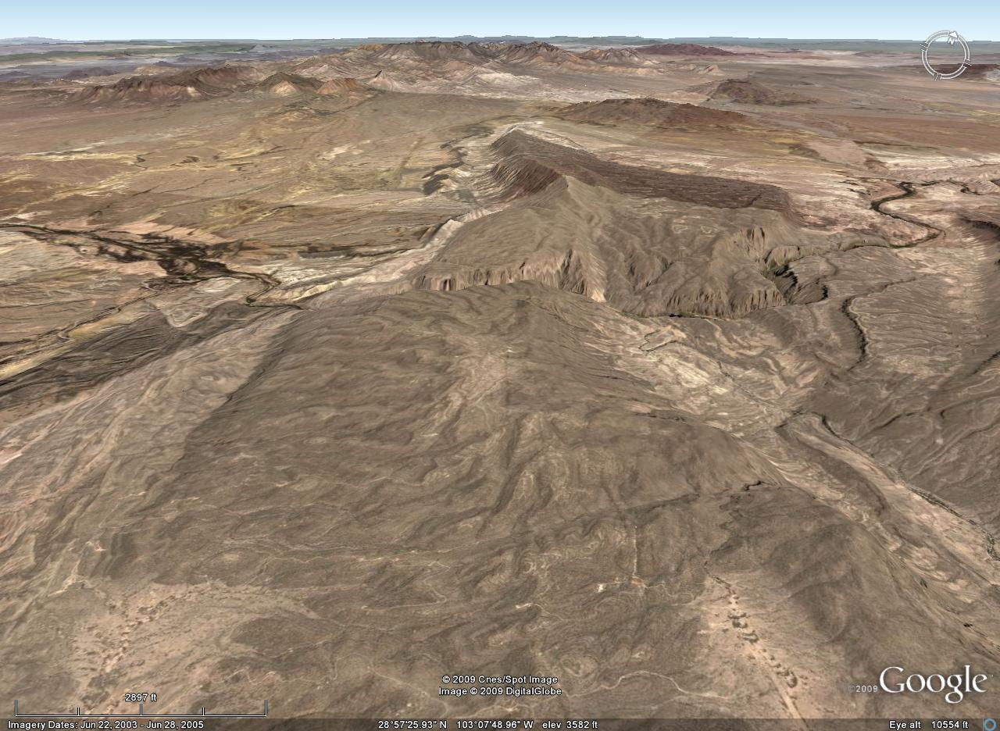 N
2897 ft
© 2009 Cnes/Spot Image
Image © 2009 DigitalGlobe
©2009 Google
Imagery Dates: Jun 22, 2003 - Jun 28, 2005 28°57'25.93" N 103°07'48.96" W elev 3582 ft Eye alt 10554 ft